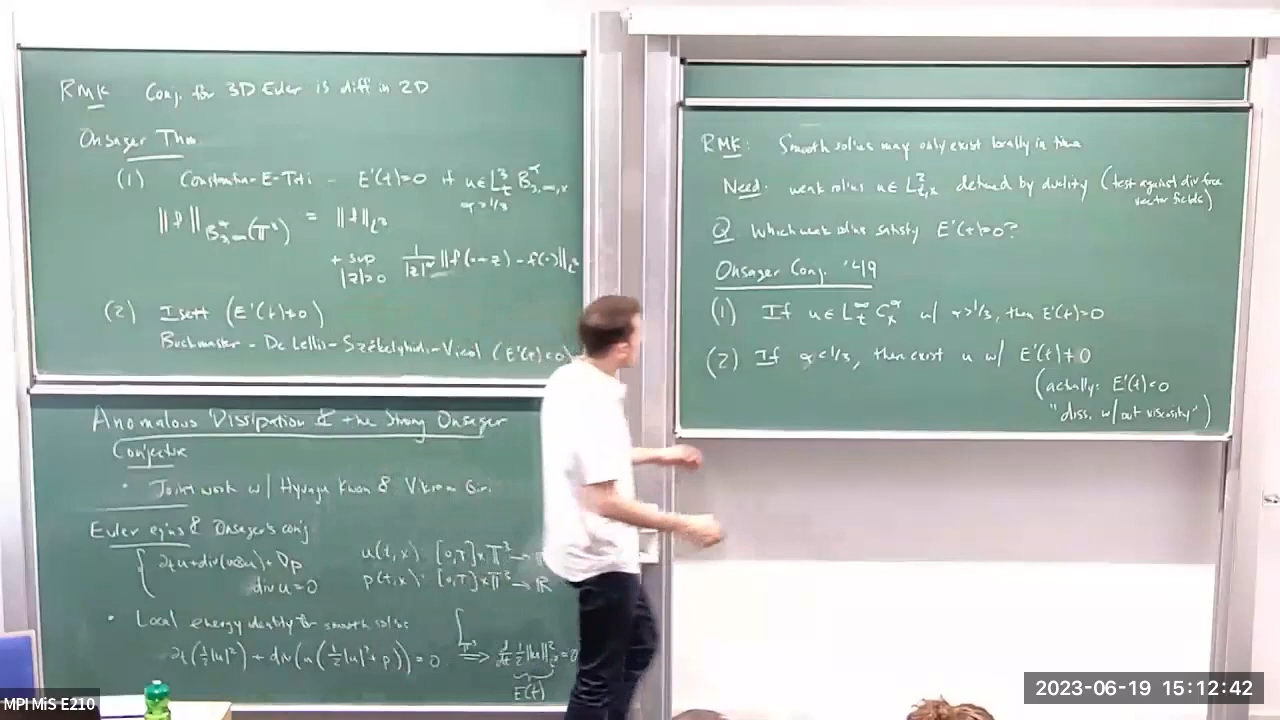 RMK Conj. for 3D Euler is diff in 2D
Onsager Thm
(1) Constantin-E-Titi - E'(t)=0 if u∈L³ₜ B^α_{3,∞,x}
α>1/3
||f||_{B^α_{3,∞}(𝕋³)} = ||f||_{L³}
+ sup_{|z|>0} 1/|z|^α ||f(·+z) - f(·)||_{L³}
(2) Isett (E'(t)≠0)
Buckmaster - De Lellis - Székelyhidi - Vicol (E'(t)<0)
Anomalous Dissipation & the Strong Onsager
Conjecture
· Joint work w/ Hyunju Kwon & Vikram Giri
Euler eq'ns & Onsager's conj
∂ₜu+div(u⊗u)+∇p
div u=0
u(t,x): [0,T]×𝕋³→
p(t,x): [0,T]×𝕋³→ℝ
· Local energy identity for smooth sol'ns
∂ₜ(½|u|²)+div(u(½|u|²+p))=0 ∫_{𝕋³} ⇒ d/dt ½||u||²_{L²}=0
E(t)
RMK: Smooth sol'ns may only exist locally in time
Need: weak sol'ns u∈L²_{t,x} defined by duality (test against div free
vector fields)
Q Which weak sol'ns satisfy E'(t)=0?
Onsager Conj. '49
(1) If u∈L^∞ₜ C^α_x w/ α>1/3, then E'(t)=0
(2) If α<1/3, then exist u w/ E'(t)≠0
(actually: E'(t)<0
"diss. w/out viscosity")
MPI MiS E210
2023-06-19 15:12:42